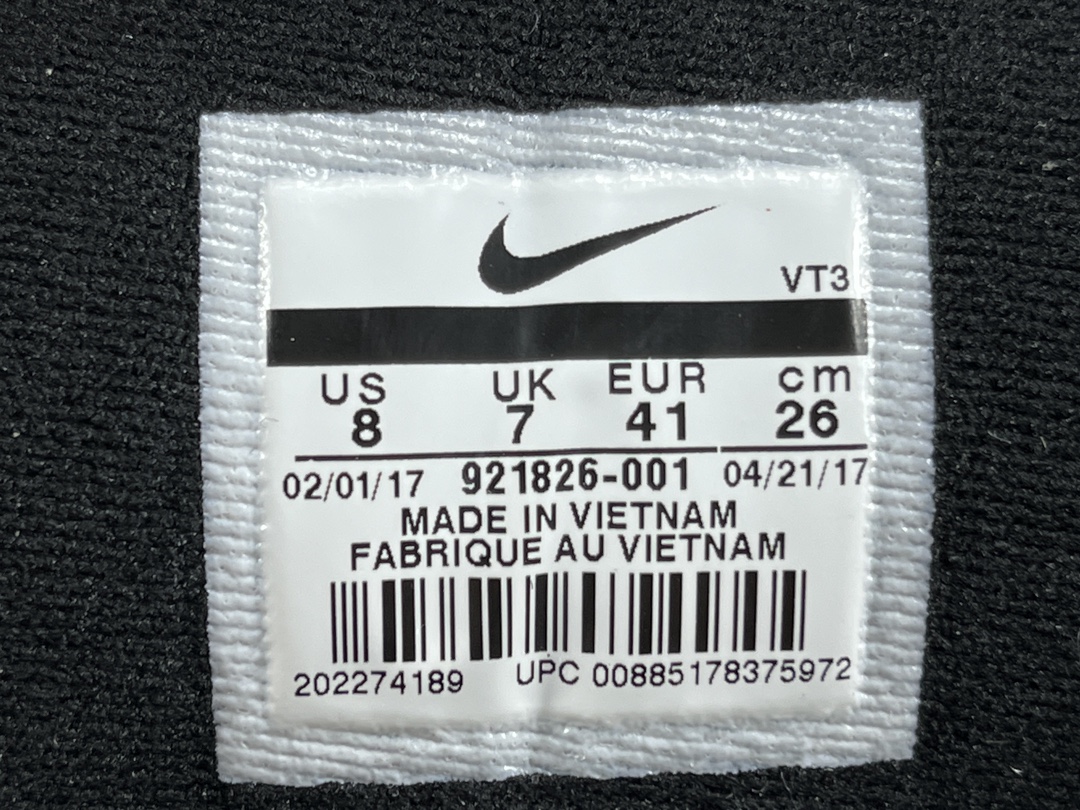 VT3
US UK EUR cm
8 7 41 26
02/01/17 921826-001 04/21/17
MADE IN VIETNAM
FABRIQUE AU VIETNAM
202274189 UPC 00885178375972